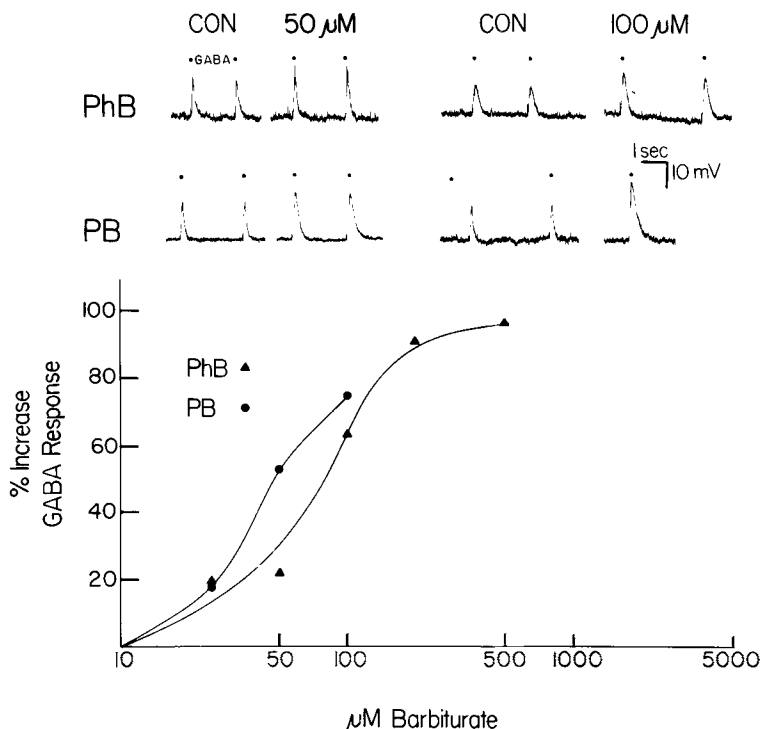 CON 50 µM CON 100 µM
GABA
PhB
1 sec
10 mV
PB
100
80
60
40
20
% Increase
GABA Response
PhB
PB
10 50 100 500 1000 5000
µM Barbiturate